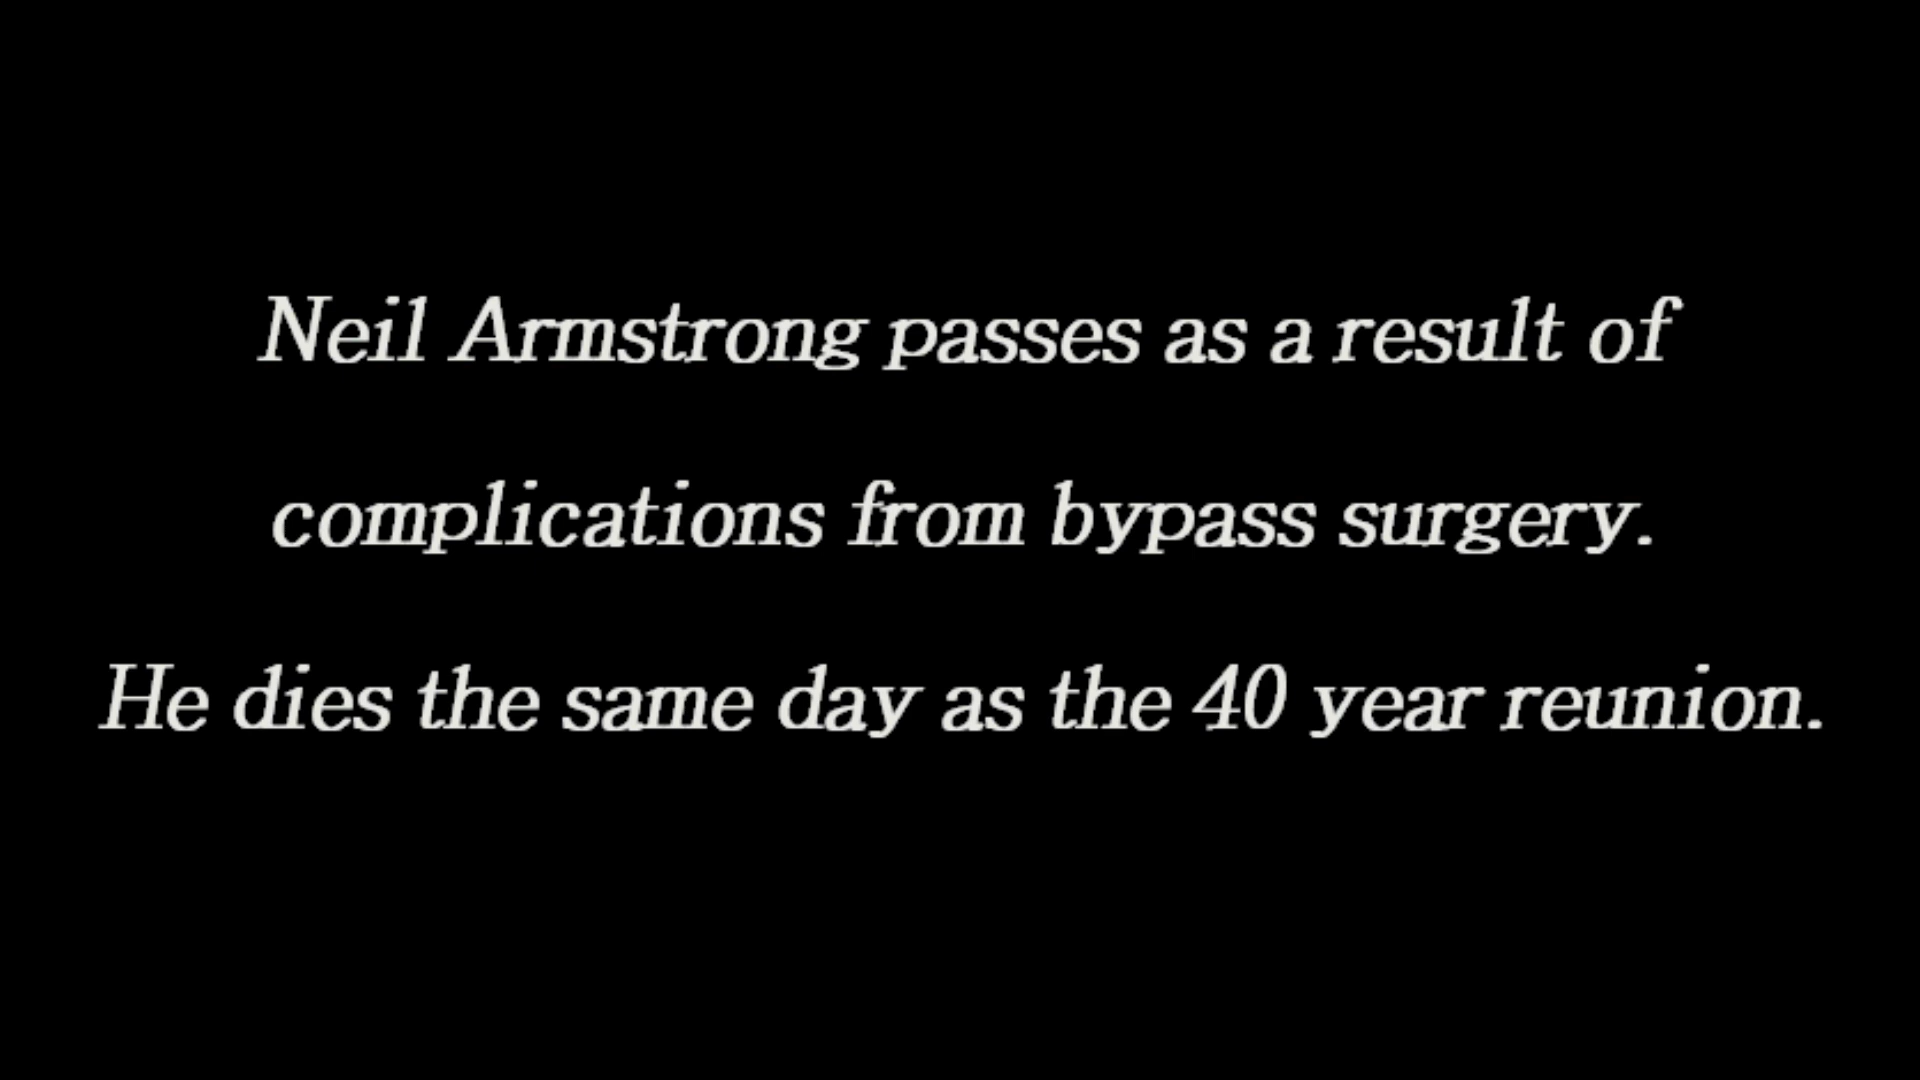 Neil Armstrong passes as a result of
complications from bypass surgery.
He dies the same day as the 40 year reunion.